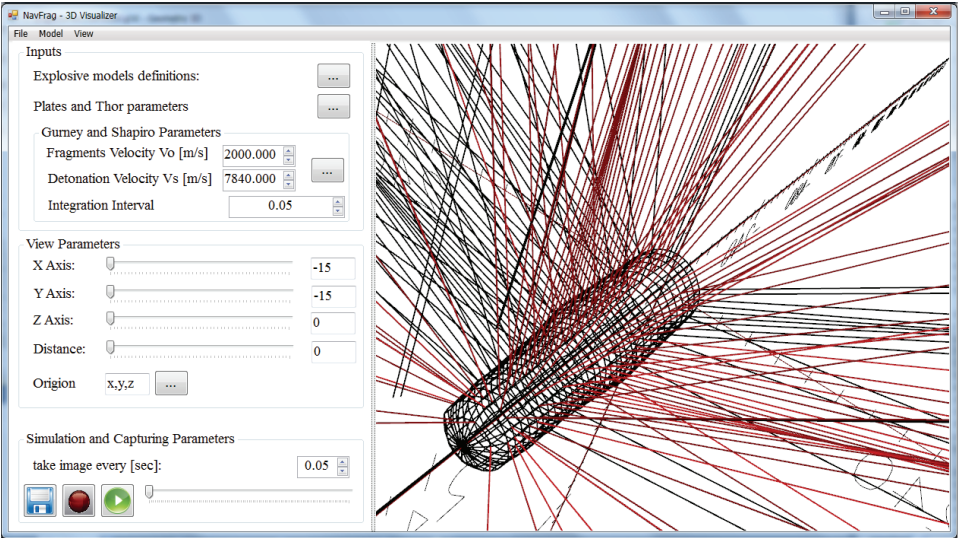 NavFrag - 3D Visualizer
File Model View
Inputs
Explosive models definitions: ...
Plates and Thor parameters ...
Gurney and Shapiro Parameters
Fragments Velocity Vo [m/s] 2000.000
...
Detonation Velocity Vs [m/s] 7840.000
Integration Interval 0.05
View Parameters
X Axis: -15
Y Axis: -15
Z Axis: 0
Distance: 0
Origion x,y,z ...
Simulation and Capturing Parameters
take image every [sec]: 0.05